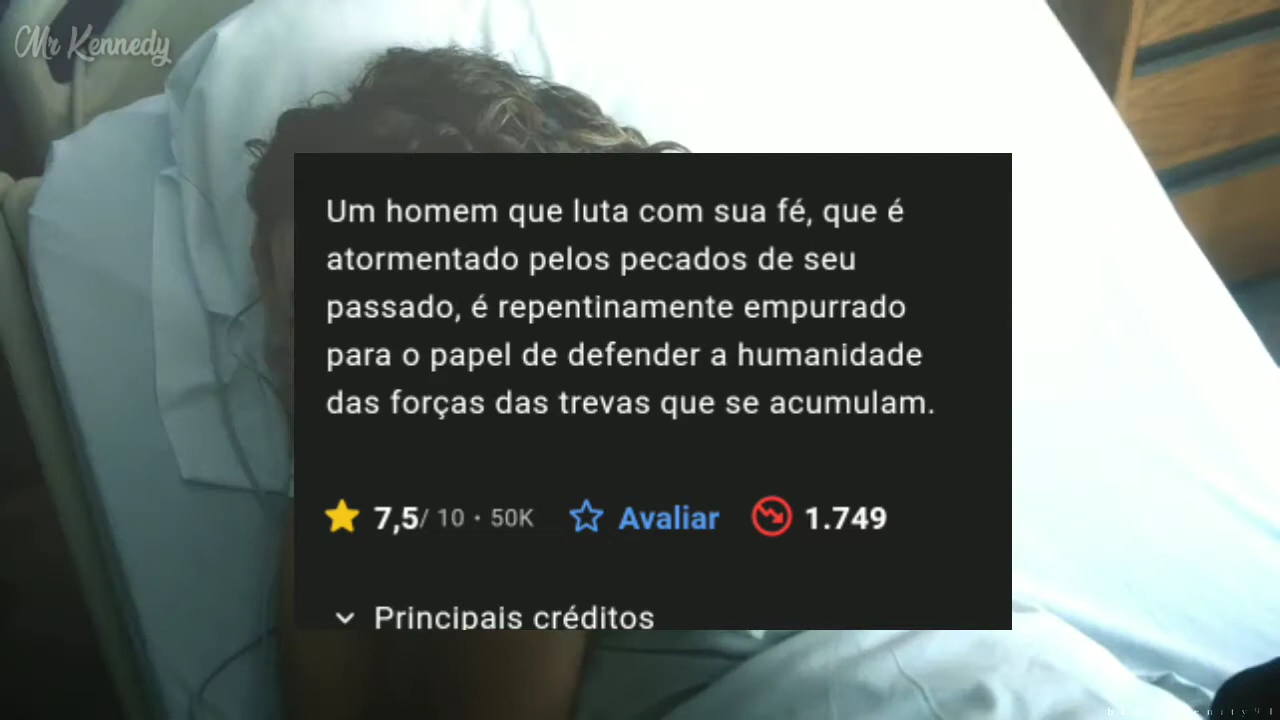 Mr Kennedy
Um homem que luta com sua fé, que é
atormentado pelos pecados de seu
passado, é repentinamente empurrado
para o papel de defender a humanidade
das forças das trevas que se acumulam.
7,5/ 10 • 50K Avaliar 1.749
Principais créditos